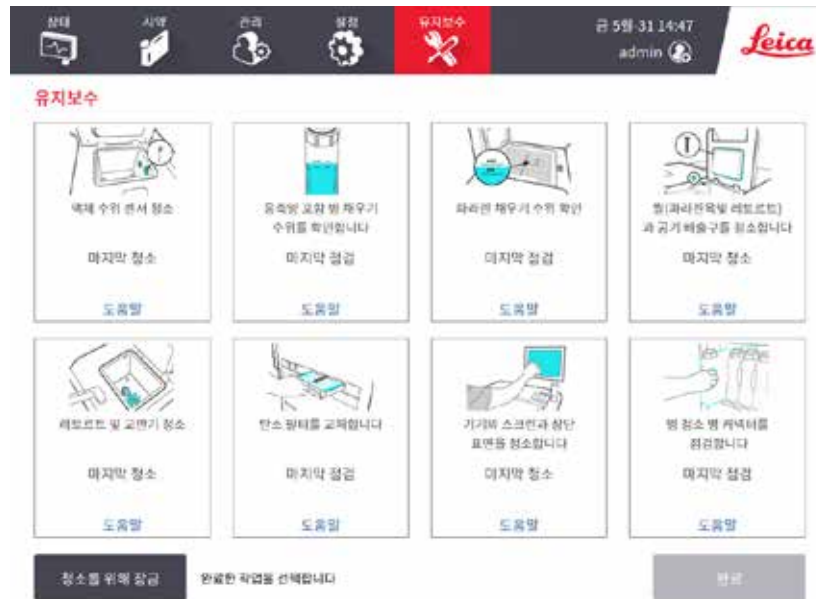 상태
시약
관리
설정
유지보수
금 5월-31 14:47
admin
Leica
유지보수
액체 수위 센서 청소
마지막 청소
도움말
응축방 포함 병 채우기
수위를 확인합니다
마지막 점검
도움말
파라핀 채우기 수위 확인
마지막 점검
도움말
씰(파라핀욕및 레토르트)
과 공기 배출구를 청소합니다
마지막 청소
도움말
레토르트 및 교반기 청소
마지막 청소
도움말
탄소 필터를 교체합니다
마지막 점검
도움말
기기의 스크린과 상단
표면을 청소합니다
마지막 청소
도움말
병 청소 병 커넥터를
점검합니다
마지막 점검
도움말
청소를 위해 잠금
완료한 작업을 선택합니다
완료